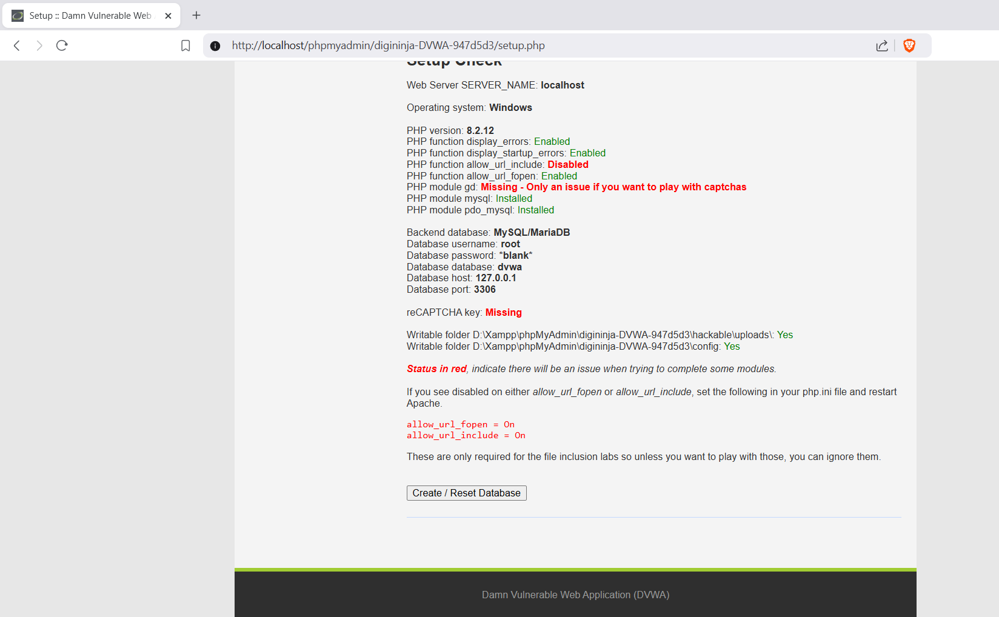 Setup :: Damn Vulnerable Web
http://localhost/phpmyadmin/digininja-DVWA-947d5d3/setup.php
Setup Check
Web Server SERVER_NAME: localhost
Operating system: Windows
PHP version: 8.2.12
PHP function display_errors: Enabled
PHP function display_startup_errors: Enabled
PHP function allow_url_include: Disabled
PHP function allow_url_fopen: Enabled
PHP module gd: Missing - Only an issue if you want to play with captchas
PHP module mysql: Installed
PHP module pdo_mysql: Installed
Backend database: MySQL/MariaDB
Database username: root
Database password: *blank*
Database database: dvwa
Database host: 127.0.0.1
Database port: 3306
reCAPTCHA key: Missing
Writable folder D:\Xampp\phpMyAdmin\digininja-DVWA-947d5d3\hackable\uploads\: Yes
Writable folder D:\Xampp\phpMyAdmin\digininja-DVWA-947d5d3\config: Yes
Status in red, indicate there will be an issue when trying to complete some modules.
If you see disabled on either allow_url_fopen or allow_url_include, set the following in your php.ini file and restart
Apache.
allow_url_fopen = On
allow_url_include = On
These are only required for the file inclusion labs so unless you want to play with those, you can ignore them.
Create / Reset Database
Damn Vulnerable Web Application (DVWA)